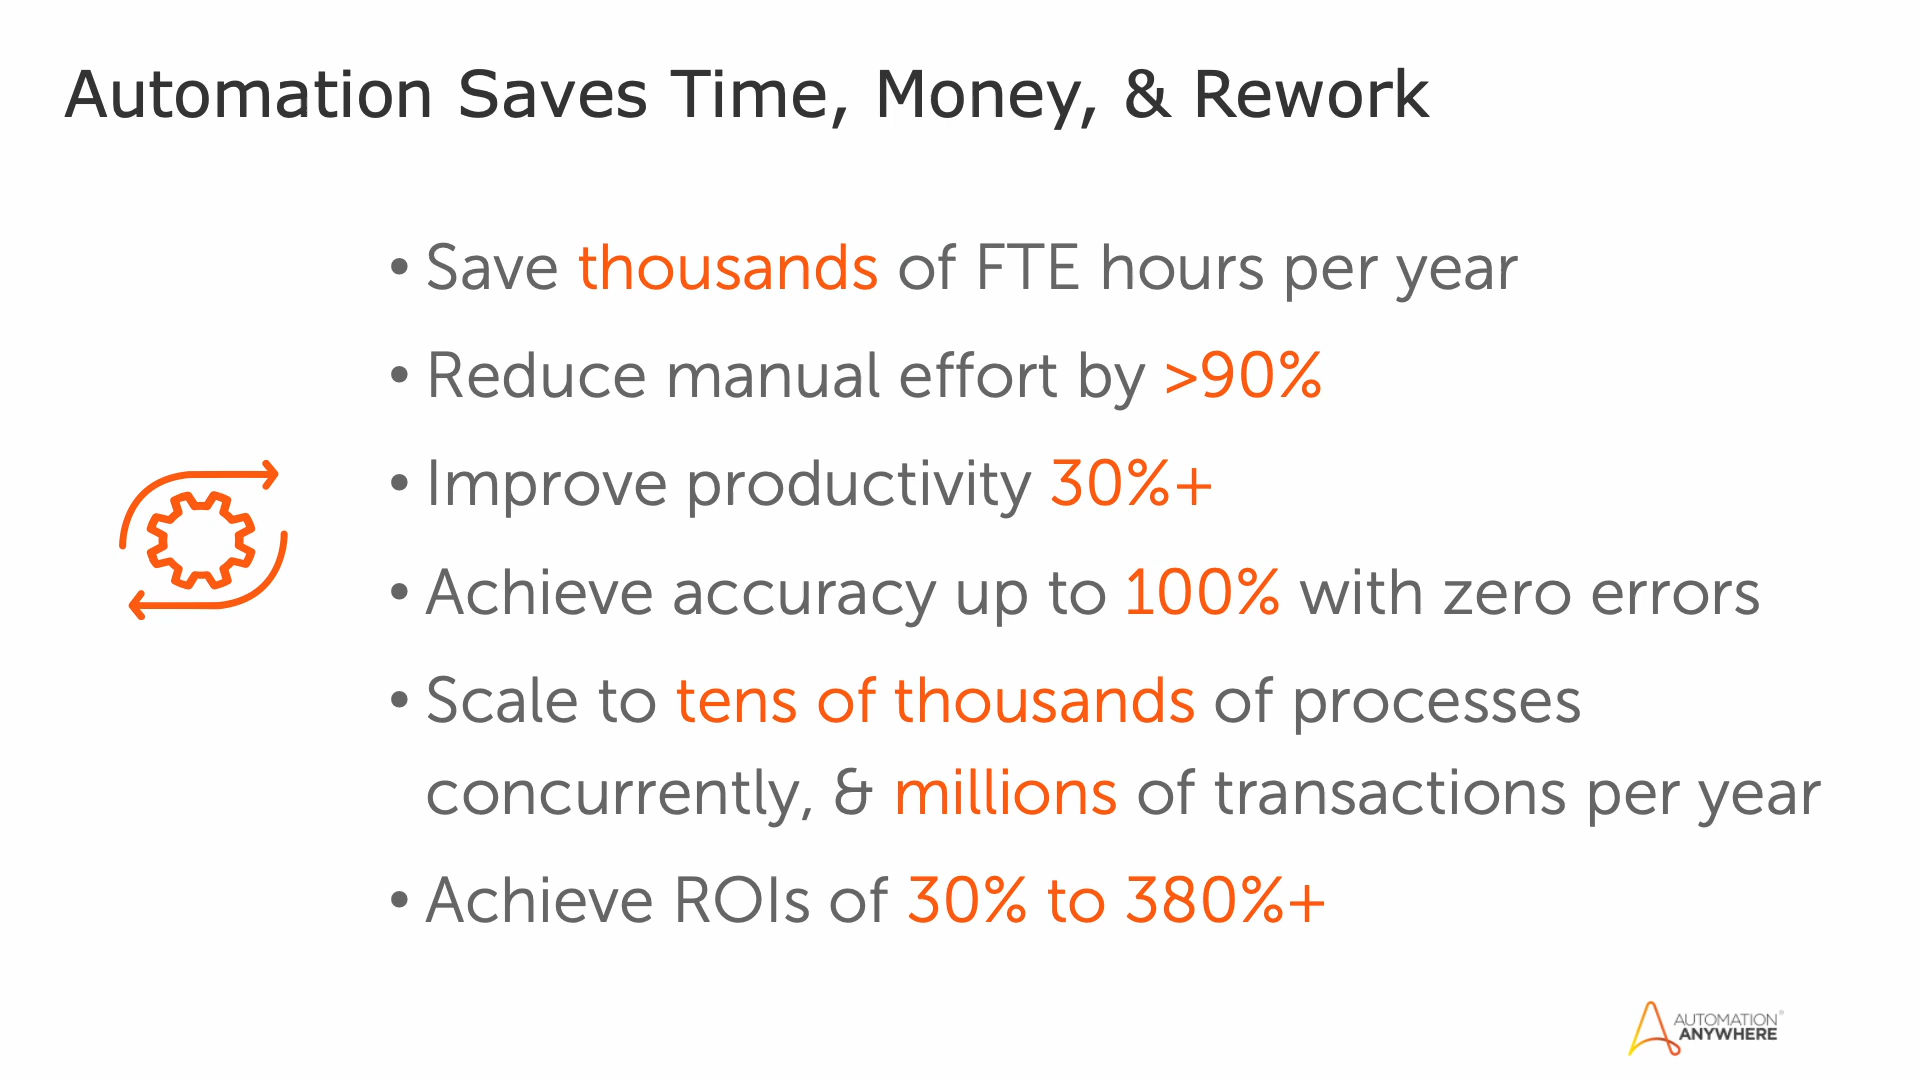 Automation Saves Time, Money, & Rework
• Save thousands of FTE hours per year
• Reduce manual effort by >90%
• Improve productivity 30%+
• Achieve accuracy up to 100% with zero errors
• Scale to tens of thousands of processes
concurrently, & millions of transactions per year
• Achieve ROIs of 30% to 380%+
AUTOMATION®
ANYWHERE